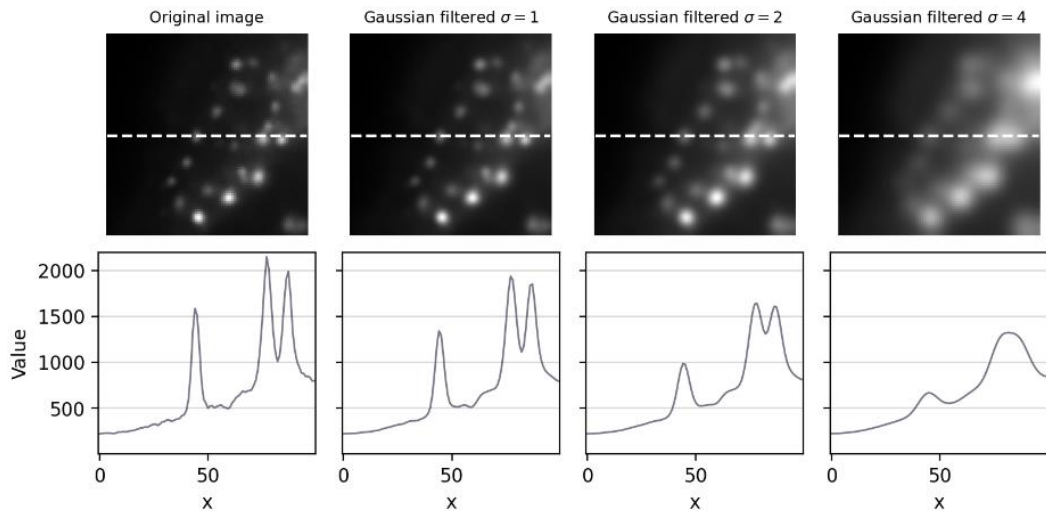 Original image
Gaussian filtered σ = 1
Gaussian filtered σ = 2
Gaussian filtered σ = 4
Value
2000
1500
1000
500
0
50
x
0
50
x
0
50
x
0
50
x